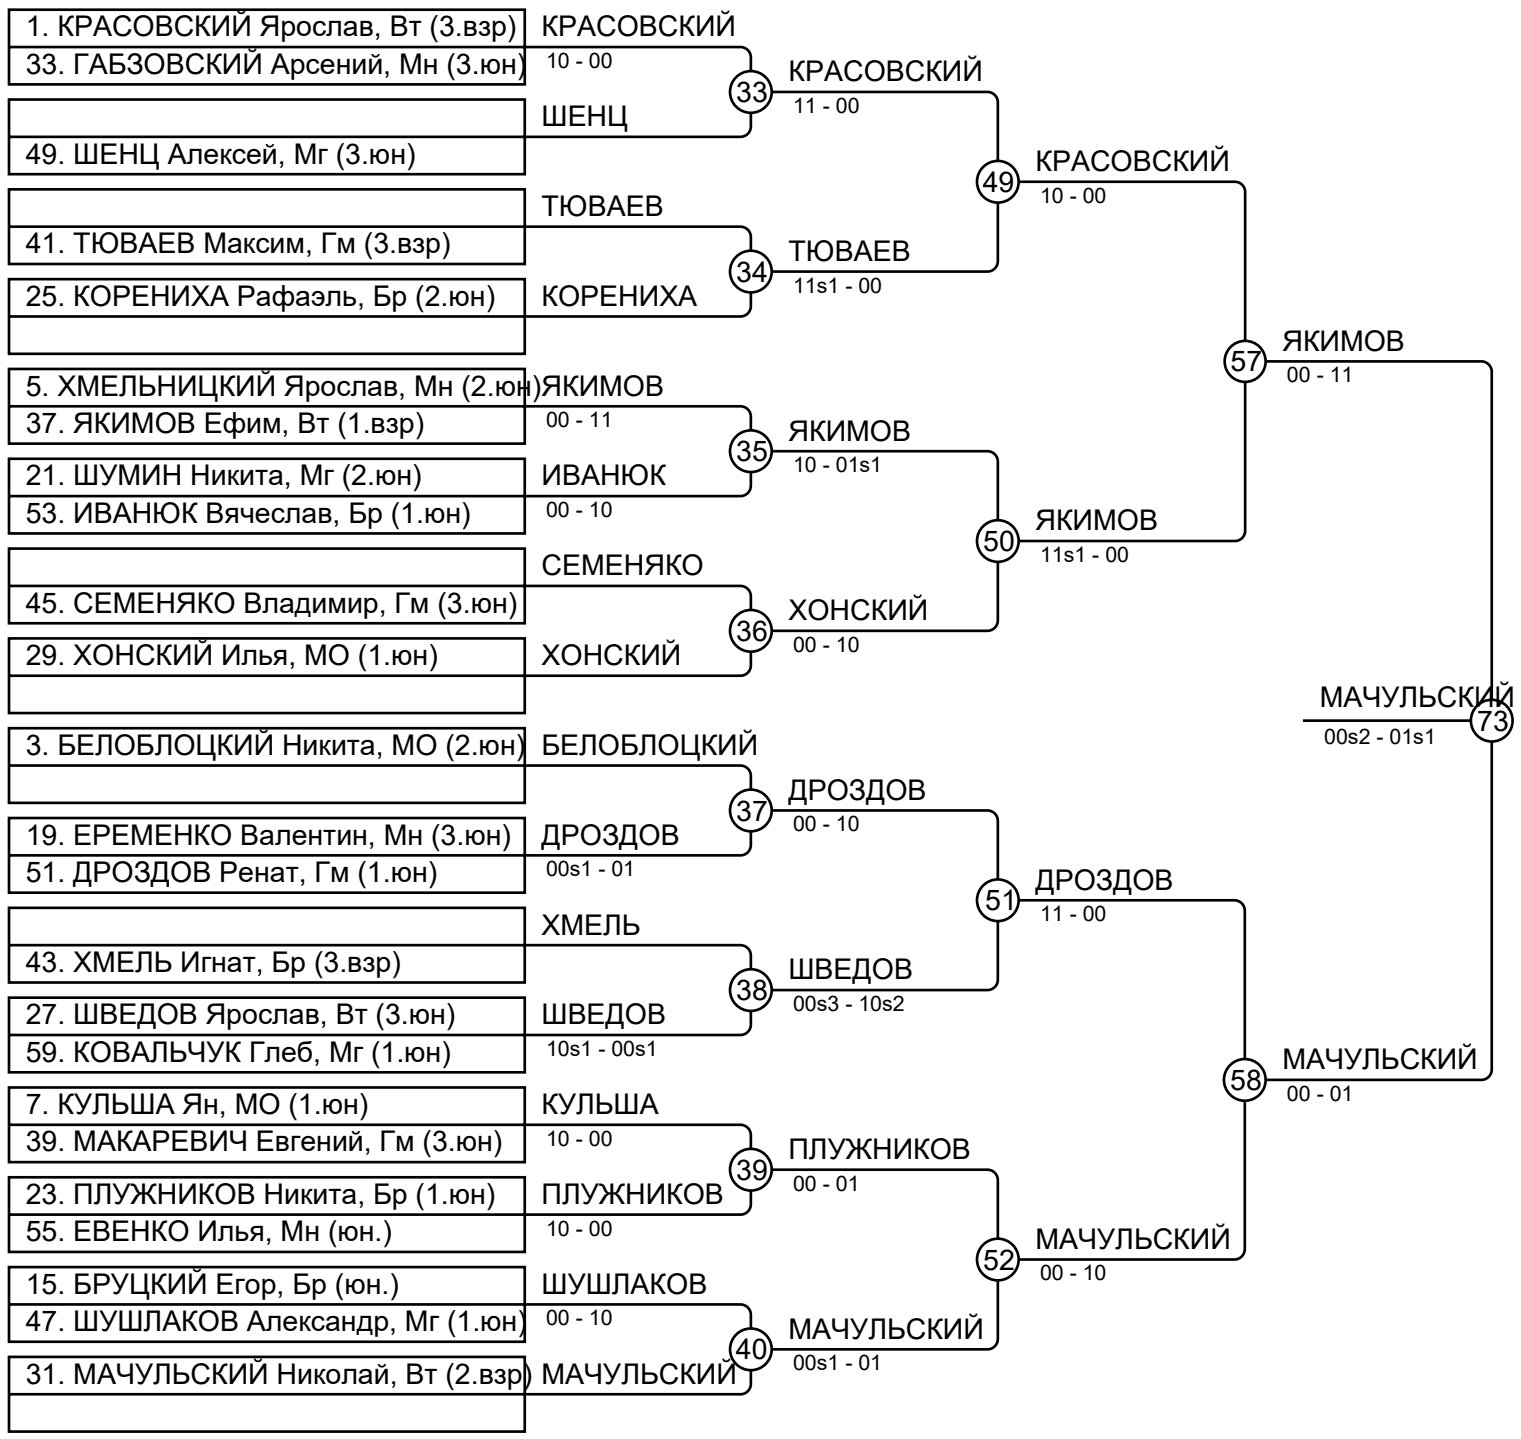 1. КРАСОВСКИЙ Ярослав, Вт (3.взр)
33. ГАБЗОВСКИЙ Арсений, Мн (3.юн)
49. ШЕНЦ Алексей, Мг (3.юн)
41. ТЮВАЕВ Максим, Гм (3.взр)
25. КОРЕНИХА Рафаэль, Бр (2.юн)
5. ХМЕЛЬНИЦКИЙ Ярослав, Мн (2.юн)
37. ЯКИМОВ Ефим, Вт (1.взр)
21. ШУМИН Никита, Мг (2.юн)
53. ИВАНЮК Вячеслав, Бр (1.юн)
45. СЕМЕНЯКО Владимир, Гм (3.юн)
29. ХОНСКИЙ Илья, МО (1.юн)
3. БЕЛОБЛОЦКИЙ Никита, МО (2.юн)
19. ЕРЕМЕНКО Валентин, Мн (3.юн)
51. ДРОЗДОВ Ренат, Гм (1.юн)
43. ХМЕЛЬ Игнат, Бр (3.взр)
27. ШВЕДОВ Ярослав, Вт (3.юн)
59. КОВАЛЬЧУК Глеб, Мг (1.юн)
7. КУЛЬША Ян, МО (1.юн)
39. МАКАРЕВИЧ Евгений, Гм (3.юн)
23. ПЛУЖНИКОВ Никита, Бр (1.юн)
55. ЕВЕНКО Илья, Мн (юн.)
15. БРУЦКИЙ Егор, Бр (юн.)
47. ШУШЛАКОВ Александр, Мг (1.юн)
31. МАЧУЛЬСКИЙ Николай, Вт (2.взр)
КРАСОВСКИЙ
10 - 00
ШЕНЦ
ТЮВАЕВ
КОРЕНИХА
ЯКИМОВ
00 - 11
ИВАНЮК
00 - 10
СЕМЕНЯКО
ХОНСКИЙ
БЕЛОБЛОЦКИЙ
ДРОЗДОВ
00s1 - 01
ХМЕЛЬ
ШВЕДОВ
10s1 - 00s1
КУЛЬША
10 - 00
ПЛУЖНИКОВ
10 - 00
ШУШЛАКОВ
00 - 10
МАЧУЛЬСКИЙ
33
34
35
36
37
38
39
40
КРАСОВСКИЙ
11 - 00
ТЮВАЕВ
11s1 - 00
ЯКИМОВ
10 - 01s1
ХОНСКИЙ
00 - 10
ДРОЗДОВ
00 - 10
ШВЕДОВ
00s3 - 10s2
ПЛУЖНИКОВ
00 - 01
МАЧУЛЬСКИЙ
00s1 - 01
49
50
51
52
КРАСОВСКИЙ
10 - 00
ЯКИМОВ
11s1 - 00
ДРОЗДОВ
11 - 00
МАЧУЛЬСКИЙ
00 - 10
57
58
ЯКИМОВ
00 - 11
МАЧУЛЬСКИЙ
00 - 01
МАЧУЛЬСКИЙ
73
00s2 - 01s1